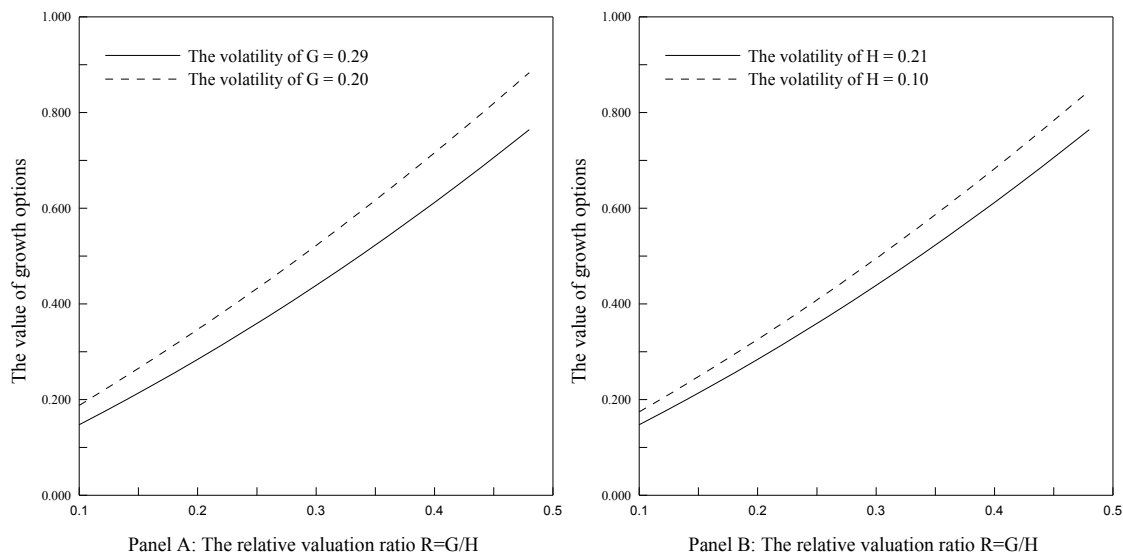 The value of growth options
1.000
0.800
0.600
0.400
0.200
0.000
The volatility of G = 0.29
The volatility of G = 0.20
0.1 0.2 0.3 0.4 0.5
Panel A: The relative valuation ratio R=G/H
The value of growth options
1.000
0.800
0.600
0.400
0.200
0.000
The volatility of H = 0.21
The volatility of H = 0.10
0.1 0.2 0.3 0.4 0.5
Panel B: The relative valuation ratio R=G/H